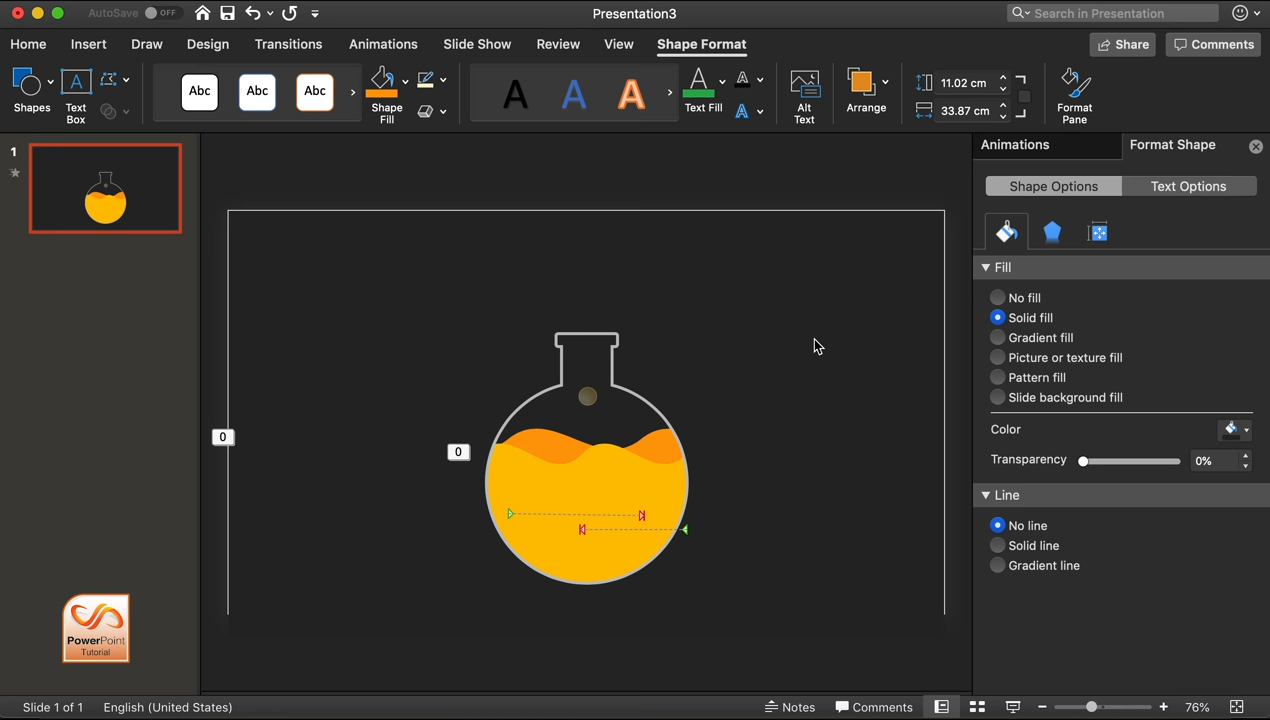 AutoSave OFF
Presentation3
Search in Presentation
Home Insert Draw Design Transitions Animations Slide Show Review View Shape Format
Share Comments
Shapes
Text Box
Abc Abc Abc
Shape Fill
A A A
Text Fill
Alt Text
Arrange
11.02 cm
33.87 cm
Format Pane
1
Animations Format Shape
Shape Options Text Options
Fill
No fill
Solid fill
Gradient fill
Picture or texture fill
Pattern fill
Slide background fill
Color
Transparency 0%
Line
No line
Solid line
Gradient line
0
0
PowerPoint
Tutorial
Slide 1 of 1 English (United States) Notes Comments 76%